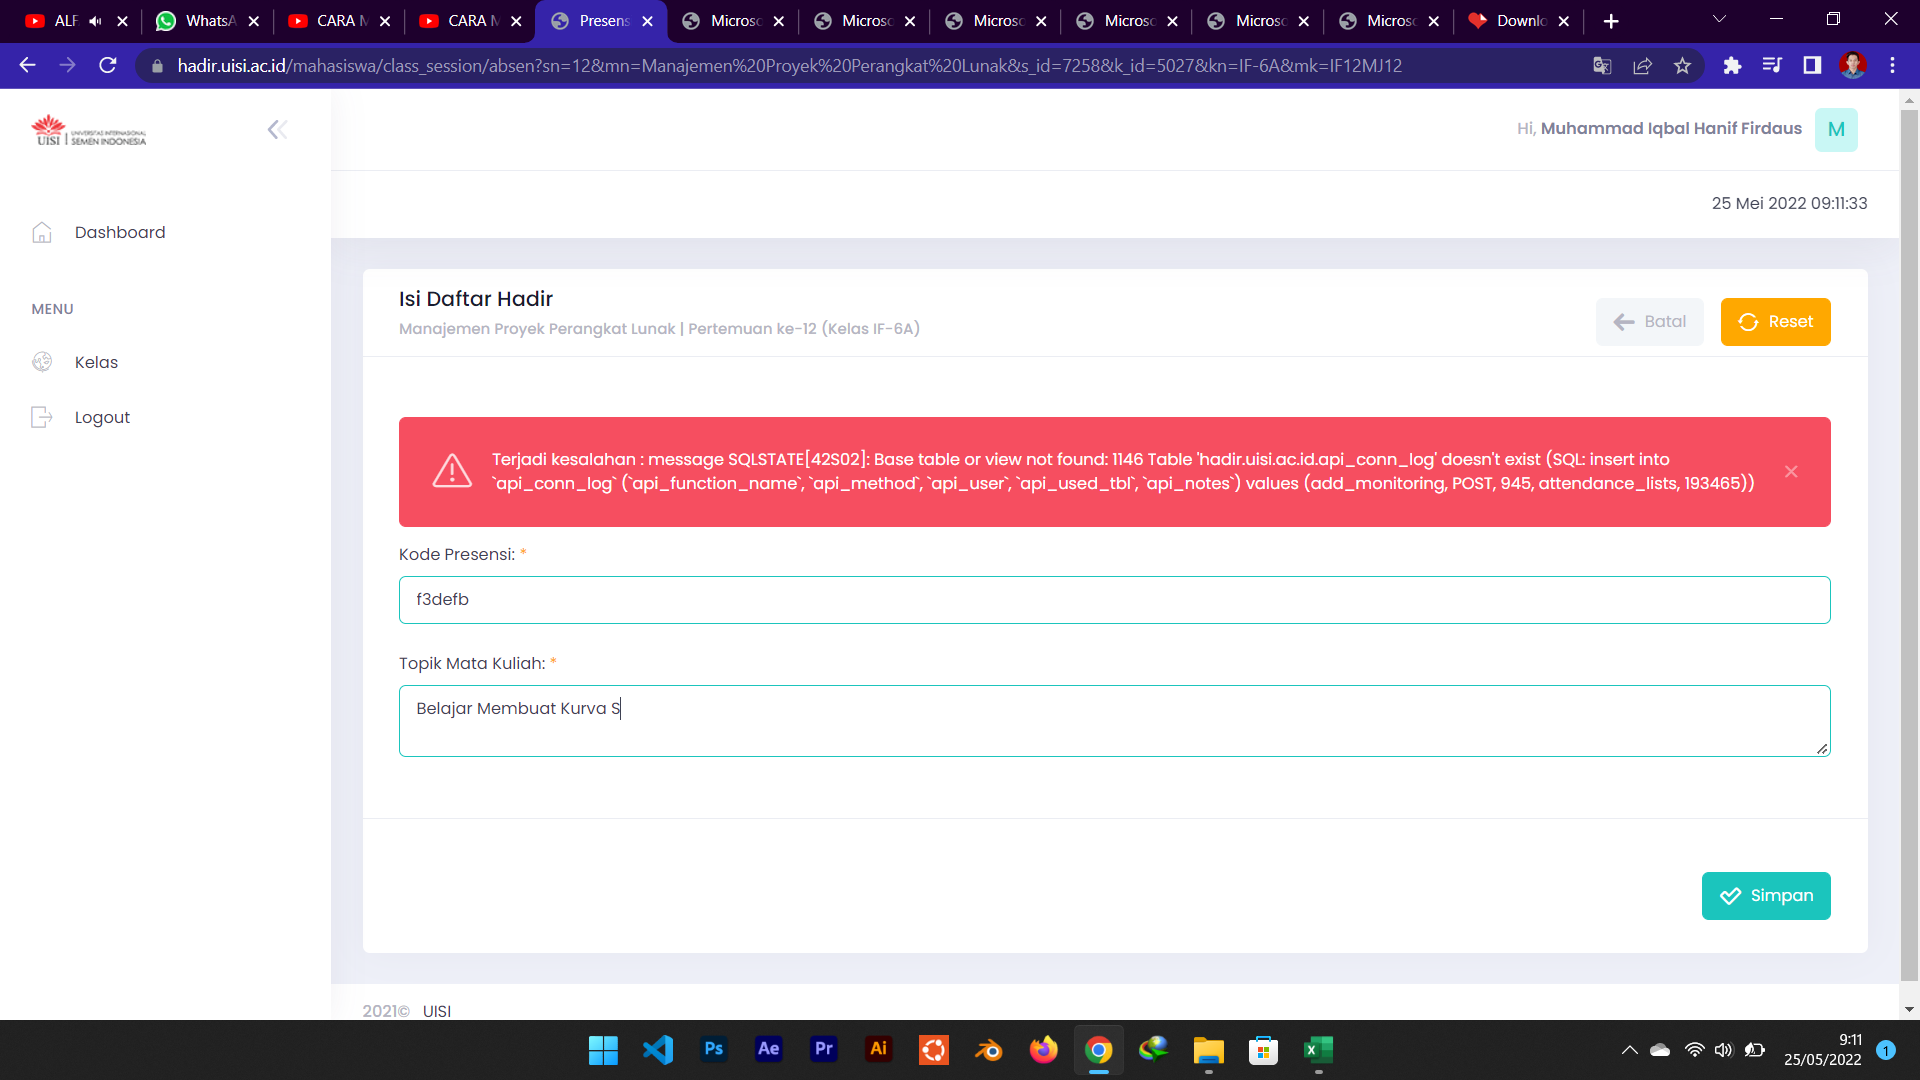 ALF
WhatsA
CARA M
CARA M
Presens
Microso
Microso
Microso
Microso
Microso
Microso
Downlo
hadir.uisi.ac.id/mahasiswa/class_session/absen?sn=12&mn=Manajemen%20Proyek%20Perangkat%20Lunak&s_id=7258&k_id=5027&kn=IF-6A&mk=IF12MJ12
UISI
UNIVERSITAS INTERNASIONAL
SEMEN INDONESIA
Hi, Muhammad Iqbal Hanif Firdaus
M
25 Mei 2022 09:11:33
Dashboard
MENU
Kelas
Logout
Isi Daftar Hadir
Manajemen Proyek Perangkat Lunak | Pertemuan ke-12 (Kelas IF-6A)
Batal
Reset
Terjadi kesalahan : message SQLSTATE[42S02]: Base table or view not found: 1146 Table 'hadir.uisi.ac.id.api_conn_log' doesn't exist (SQL: insert into
`api_conn_log` (`api_function_name`, `api_method`, `api_user`, `api_used_tbl`, `api_notes`) values (add_monitoring, POST, 945, attendance_lists, 193465))
Kode Presensi: *
f3defb
Topik Mata Kuliah: *
Belajar Membuat Kurva S
Simpan
2021© UISI
Ps
Ae
Pr
Ai
9:11
25/05/2022
1